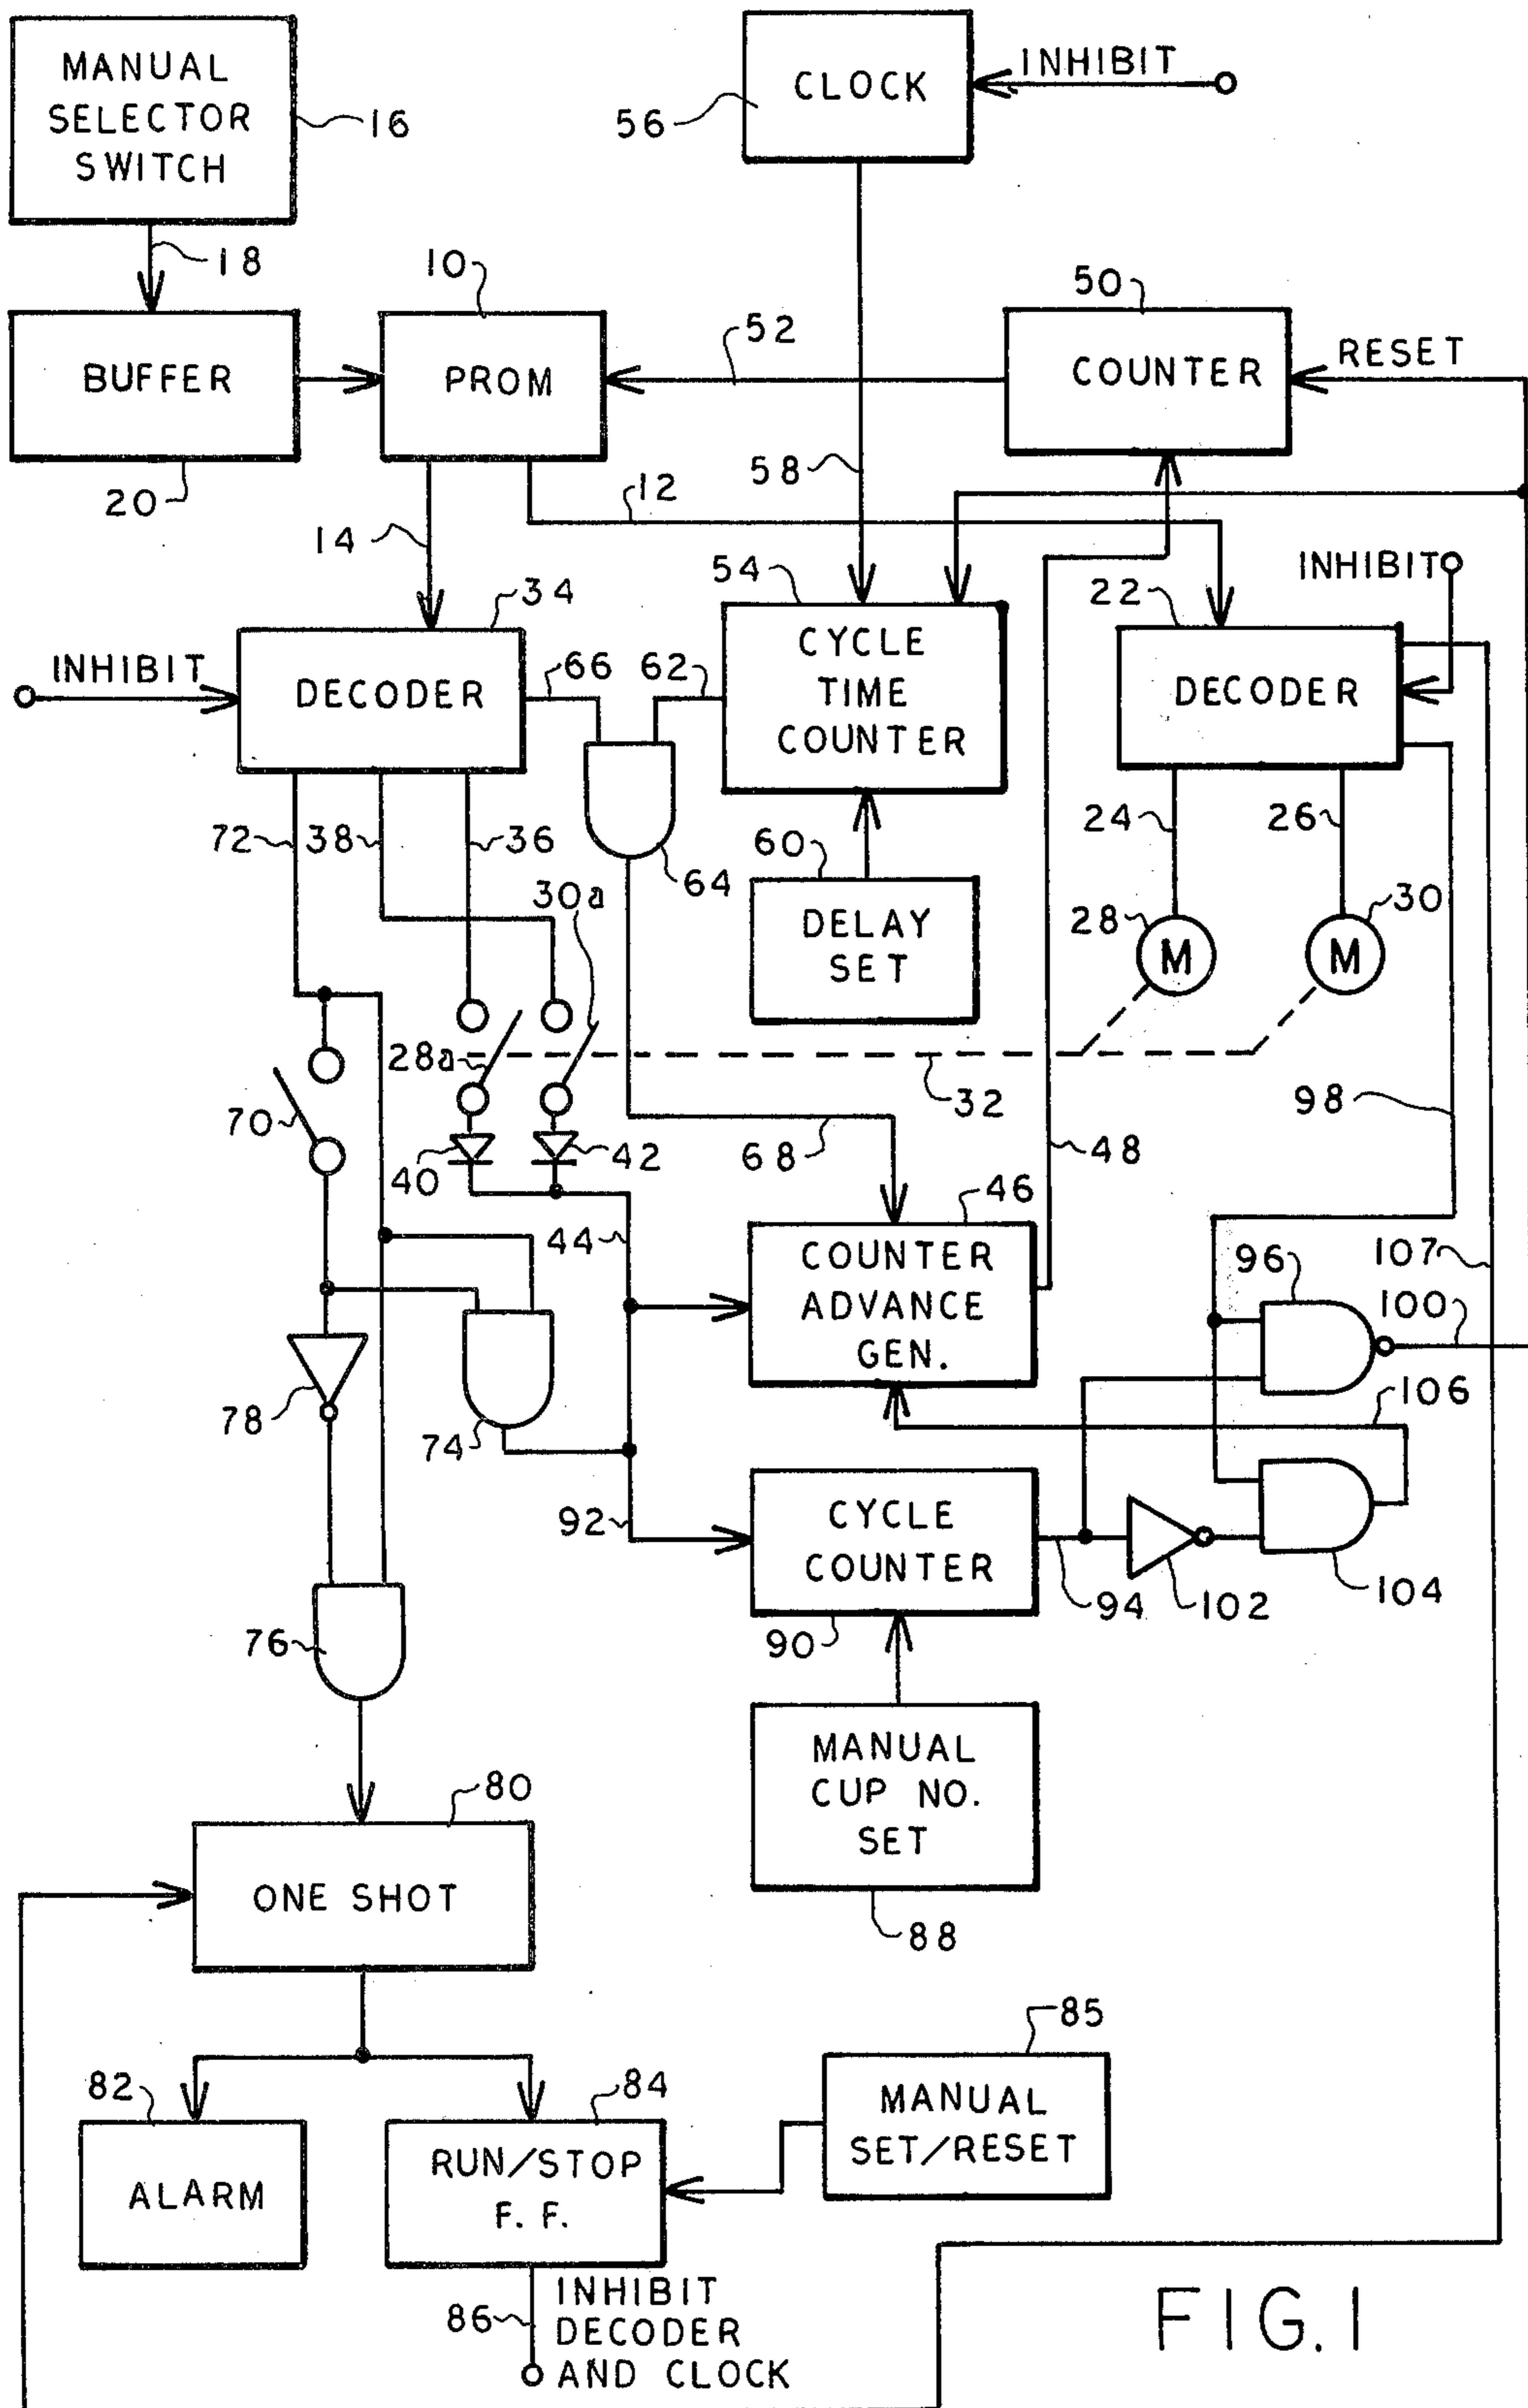 MANUAL
SELECTOR
SWITCH
16
CLOCK
56
INHIBIT
18
10
50
52
BUFFER
PROM
COUNTER
RESET
20
58
12
14
54
INHIBIT
22
34
INHIBIT
DECODER
66
62
CYCLE
TIME
COUNTER
DECODER
72
38
36
64
60
24
26
30a
DELAY
SET
28
M
30
M
28a
32
98
70
40
42
68
48
44
46
COUNTER
ADVANCE
GEN.
96
107
100
78
74
106
92
CYCLE
COUNTER
94
102
104
76
90
MANUAL
CUP NO.
SET
80
ONE SHOT
88
85
82
84
MANUAL
SET/RESET
ALARM
RUN/STOP
F. F.
86
INHIBIT
DECODER
AND CLOCK
FIG. 1